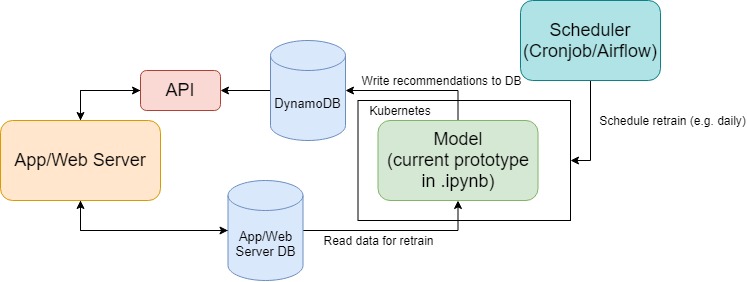 Scheduler
(Cronjob/Airflow)
Write recommendations to DB
API
DynamoDB
Kubernetes
Schedule retrain (e.g. daily)
App/Web Server
Model
(current prototype
in .ipynb)
App/Web
Server DB
Read data for retrain